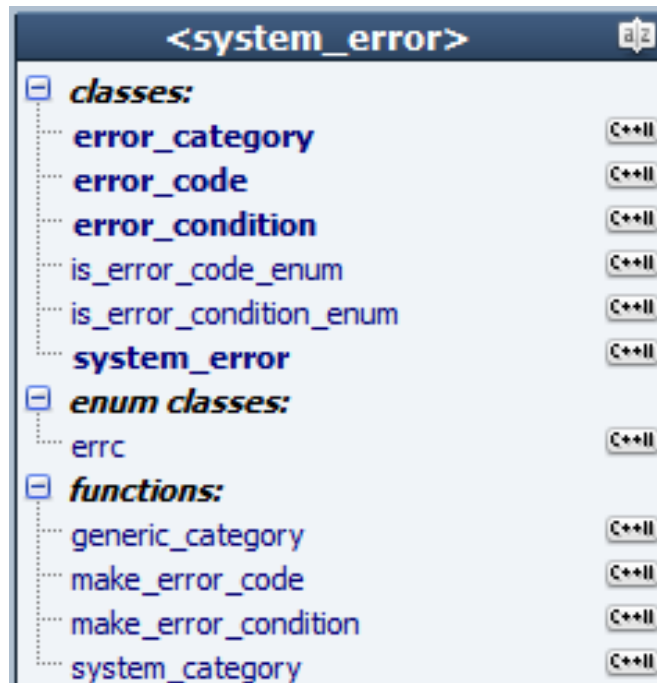 <system_error> a|z
classes:
error_category C++11
error_code C++11
error_condition C++11
is_error_code_enum C++11
is_error_condition_enum C++11
system_error C++11
enum classes:
errc C++11
functions:
generic_category C++11
make_error_code C++11
make_error_condition C++11
system_category C++11